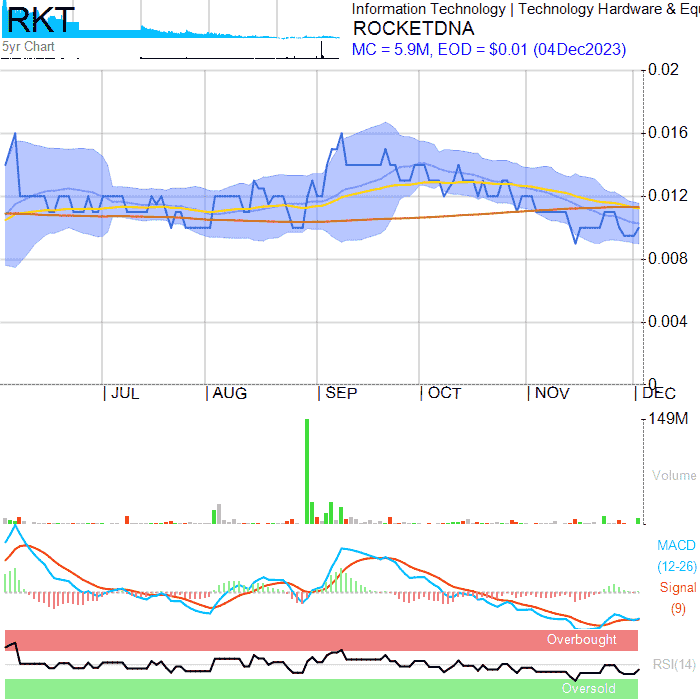 RKT
5yr Chart
Information Technology | Technology Hardware & Equ
ROCKETDNA
MC = 5.9M, EOD = $0.01 (04Dec2023)
0.02
0.016
0.012
0.008
0.004
0
JUL AUG SEP OCT NOV DEC
149M
Volume
MACD
(12-26)
Signal
(9)
Overbought
RSI(14)
Oversold